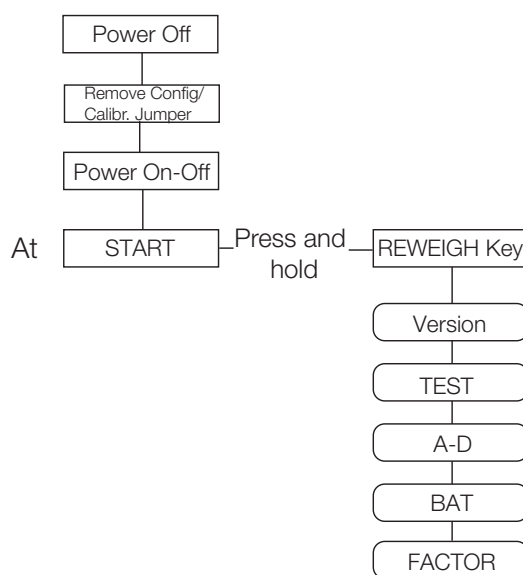 Power Off
Remove Config/
Calibr. Jumper
Power On-Off
At
START
Press and
hold
REWEIGH Key
Version
TEST
A-D
BAT
FACTOR